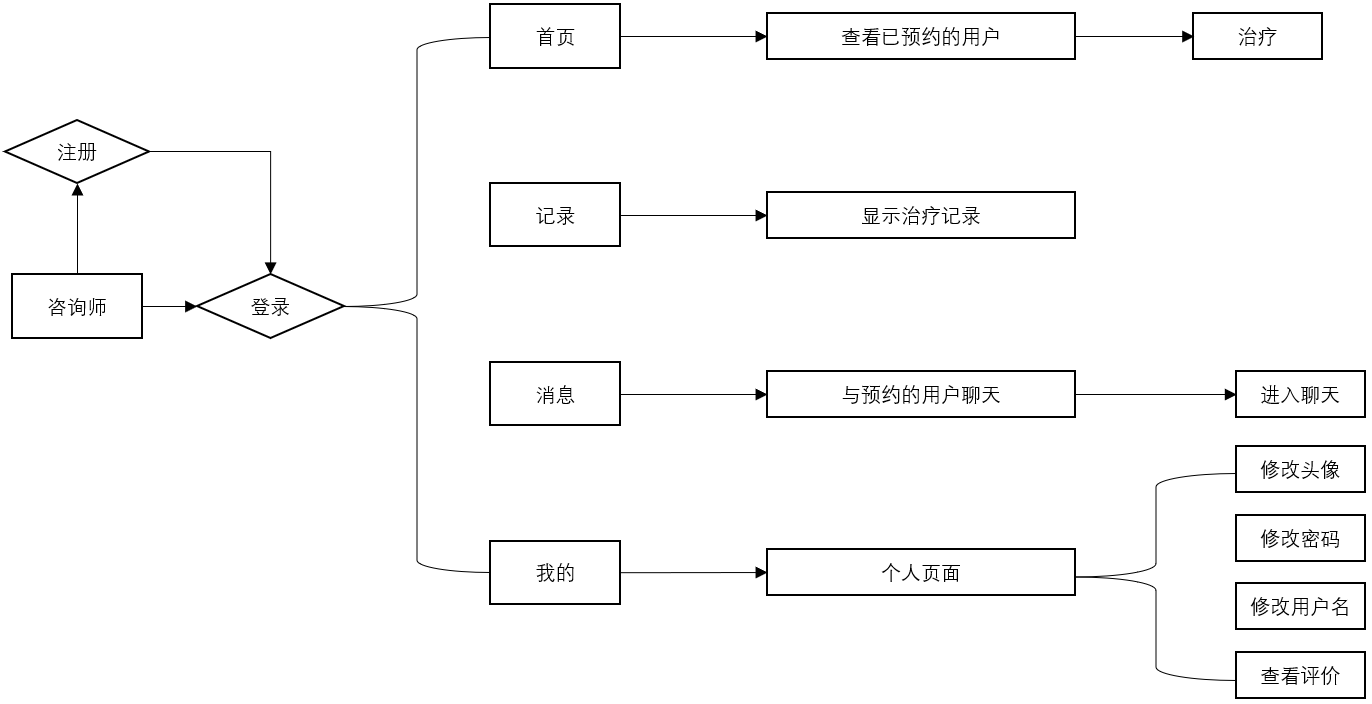 首页
查看已预约的用户
治疗
注册
记录
显示治疗记录
咨询师
登录
消息
与预约的用户聊天
进入聊天
修改头像
修改密码
我的
个人页面
修改用户名
查看评价